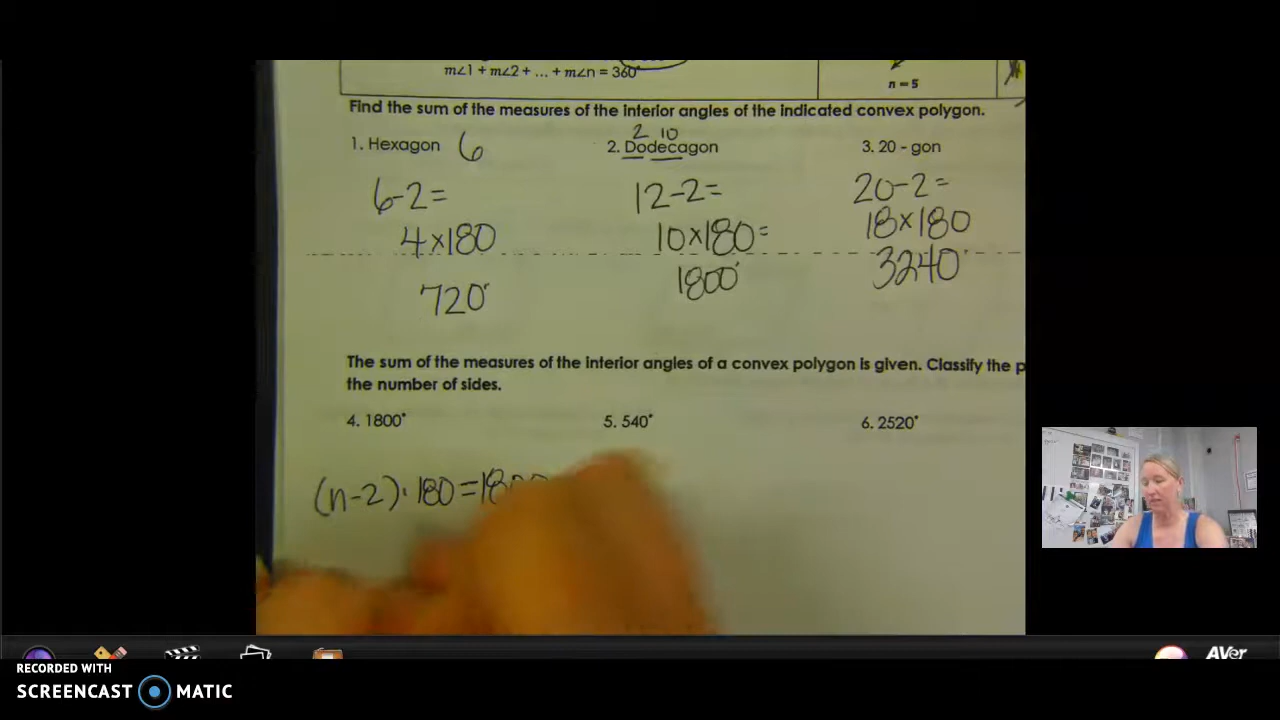 m∠1 + m∠2 + ... + m∠n = 360°
n = 5
Find the sum of the measures of the interior angles of the indicated convex polygon.
1. Hexagon 6
6-2=
4×180
720°
2 10
2. Dodecagon
12-2=
10×180=
1800°
3. 20 - gon
20-2=
18×180
3240°
The sum of the measures of the interior angles of a convex polygon is given. Classify the p
the number of sides.
4. 1800°
5. 540°
6. 2520°
(n-2)·180=1800
RECORDED WITH
SCREENCAST MATIC
AVer